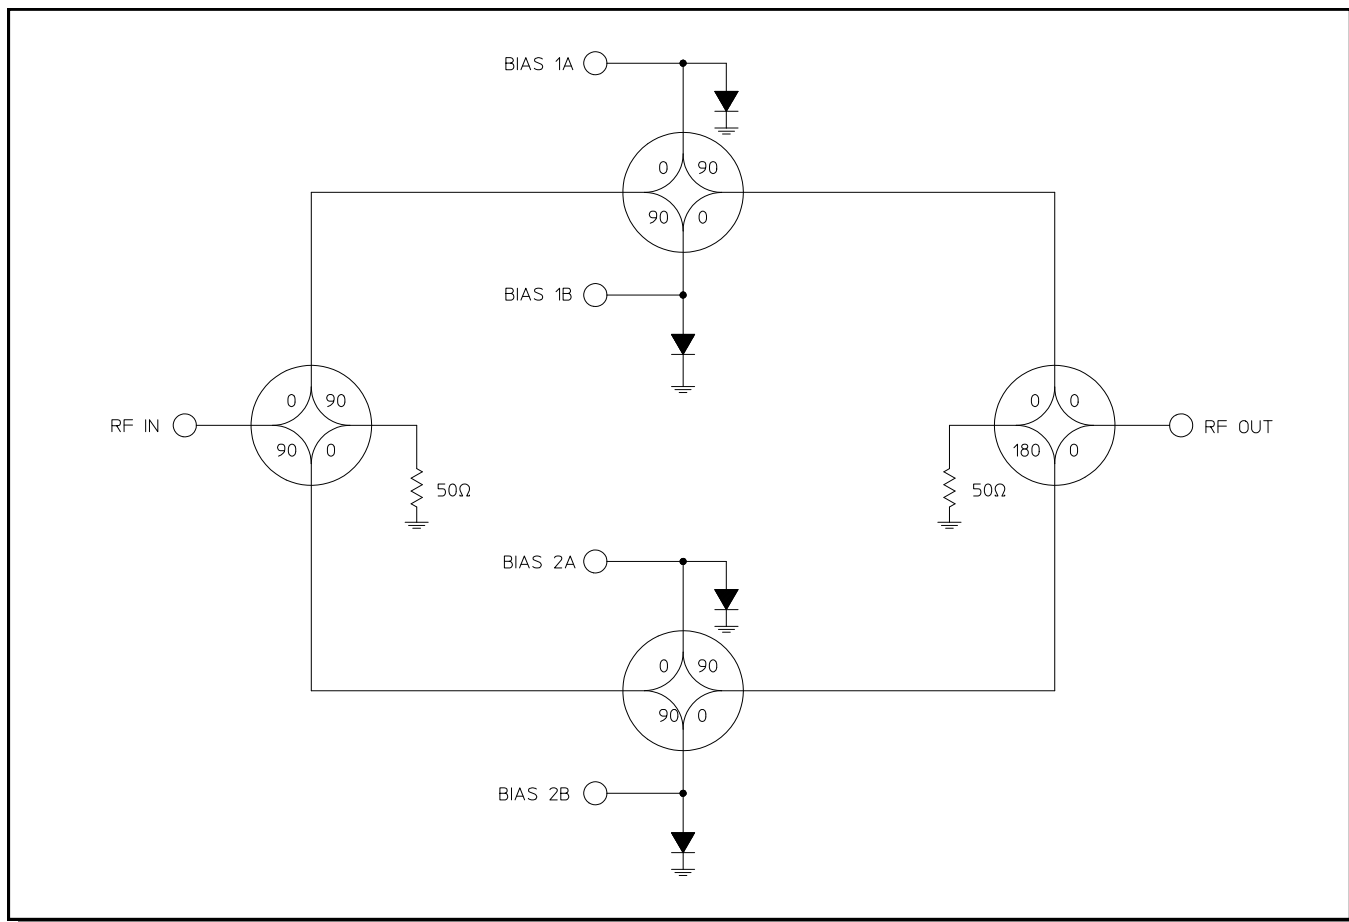 BIAS 1A
0 90
90 0
BIAS 1B
RF IN
0 90
90 0
50Ω
0 0
180 0
50Ω
RF OUT
BIAS 2A
0 90
90 0
BIAS 2B